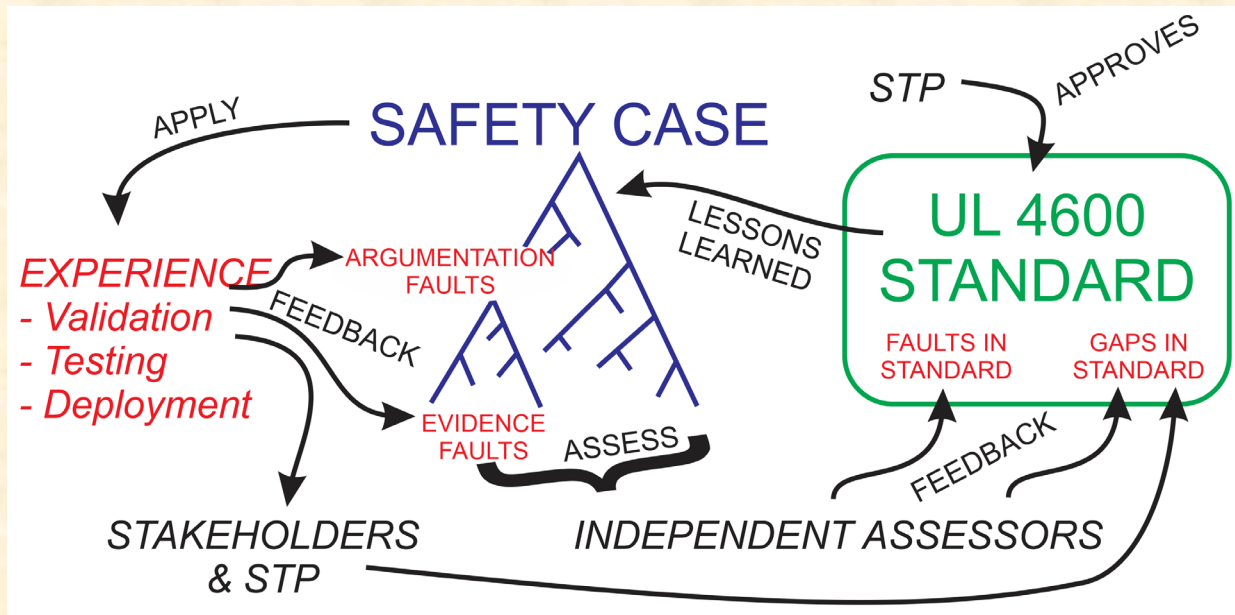 STP
APPROVES
APPLY
SAFETY CASE
LESSONS
LEARNED
UL 4600
STANDARD
EXPERIENCE
- Validation
- Testing
- Deployment
FEEDBACK
ARGUMENTATION
FAULTS
EVIDENCE
FAULTS
ASSESS
FAULTS IN
STANDARD
GAPS IN
STANDARD
FEEDBACK
STAKEHOLDERS
& STP
INDEPENDENT ASSESSORS